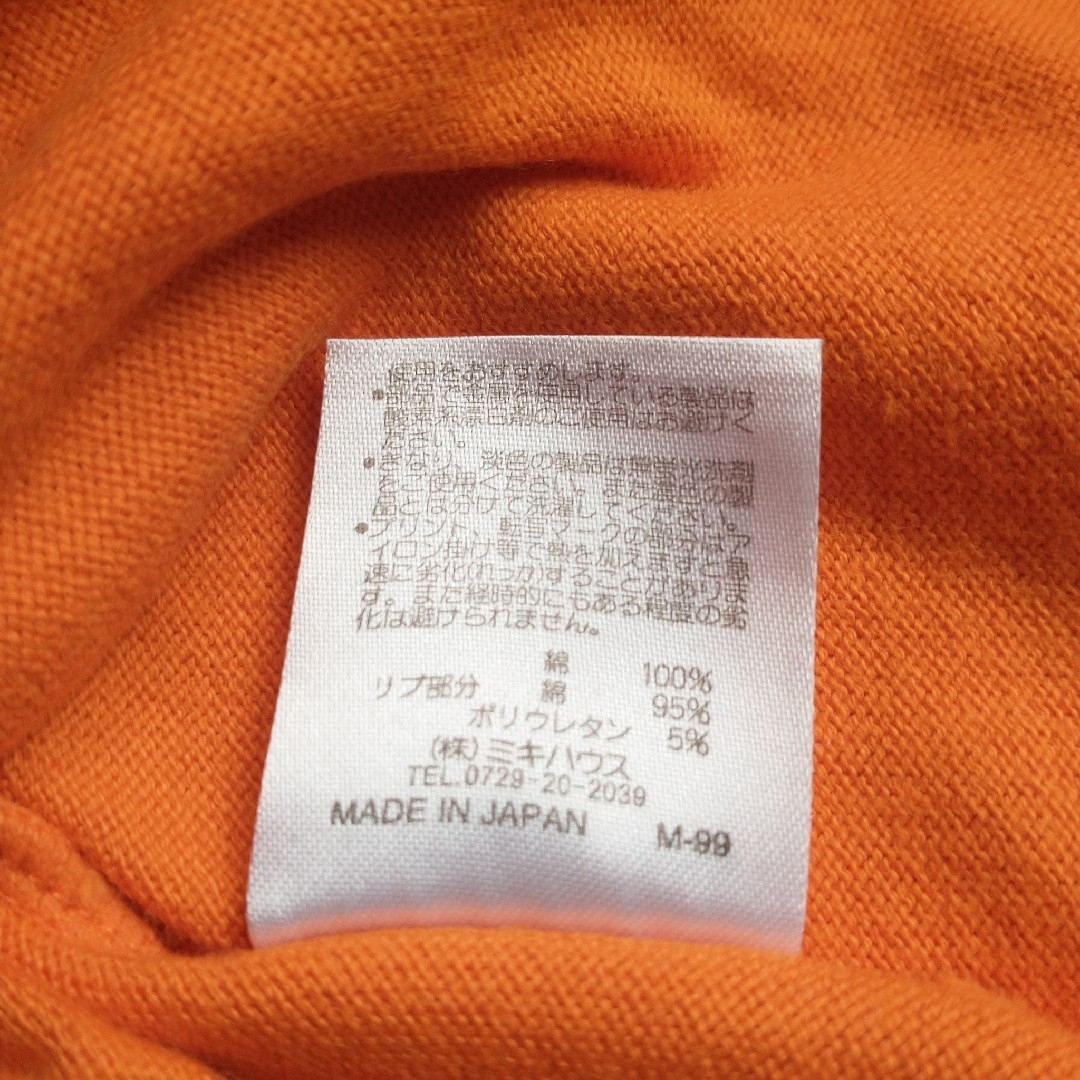 使用をおすすめします。
●部品で金属を使用している製品は
酸素系漂白剤のご使用はお避けく
ださい。
●きなり、淡色の製品は無蛍光洗剤
をご使用ください。また濃色の製
品とは分けて洗濯してください。
●プリント、転写マークの部分はア
イロン掛け等で熱を加えますと急
速に劣化(れっか)することがありま
す。また経時的にもある程度の劣
化は避けられません。
綿 100%
リブ部分 綿 95%
ポリウレタン 5%
(株)ミキハウス
TEL.0729-20-2039
MADE IN JAPAN M-99